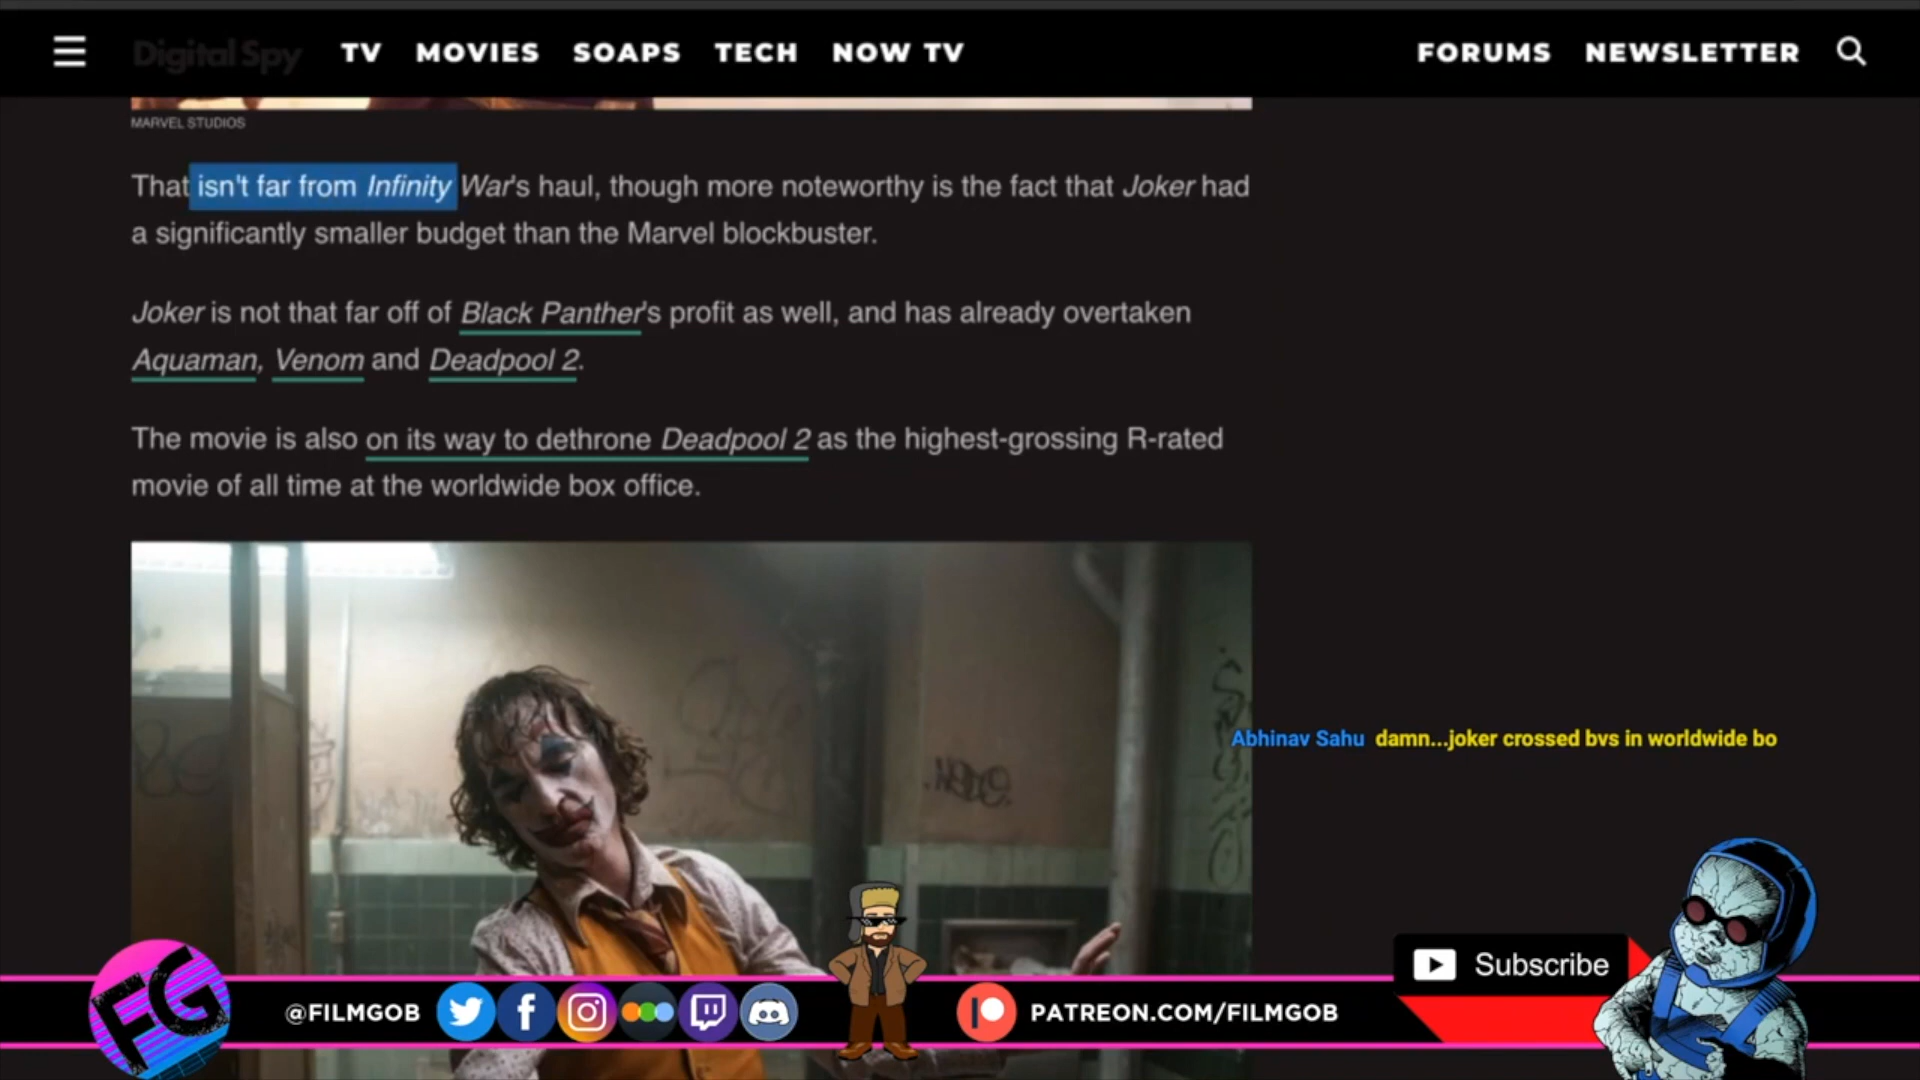 Digital Spy TV MOVIES SOAPS TECH NOW TV FORUMS NEWSLETTER
MARVEL STUDIOS
That isn't far from Infinity War's haul, though more noteworthy is the fact that Joker had
a significantly smaller budget than the Marvel blockbuster.
Joker is not that far off of Black Panther's profit as well, and has already overtaken
Aquaman, Venom and Deadpool 2.
The movie is also on its way to dethrone Deadpool 2 as the highest-grossing R-rated
movie of all time at the worldwide box office.
Abhinav Sahu damn...joker crossed bvs in worldwide bo
Subscribe
FG
@FILMGOB
PATREON.COM/FILMGOB